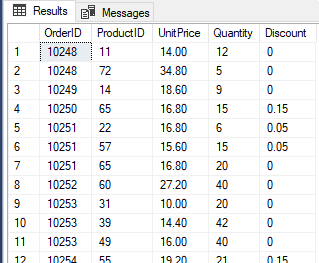 Results Messages
OrderID ProductID UnitPrice Quantity Discount
1 10248 11 14.00 12 0
2 10248 72 34.80 5 0
3 10249 14 18.60 9 0
4 10250 65 16.80 15 0.15
5 10251 22 16.80 6 0.05
6 10251 57 15.60 15 0.05
7 10251 65 16.80 20 0
8 10252 60 27.20 40 0
9 10253 31 10.00 20 0
10 10253 39 14.40 42 0
11 10253 49 16.00 40 0
12 10254 55 19.20 21 0.15